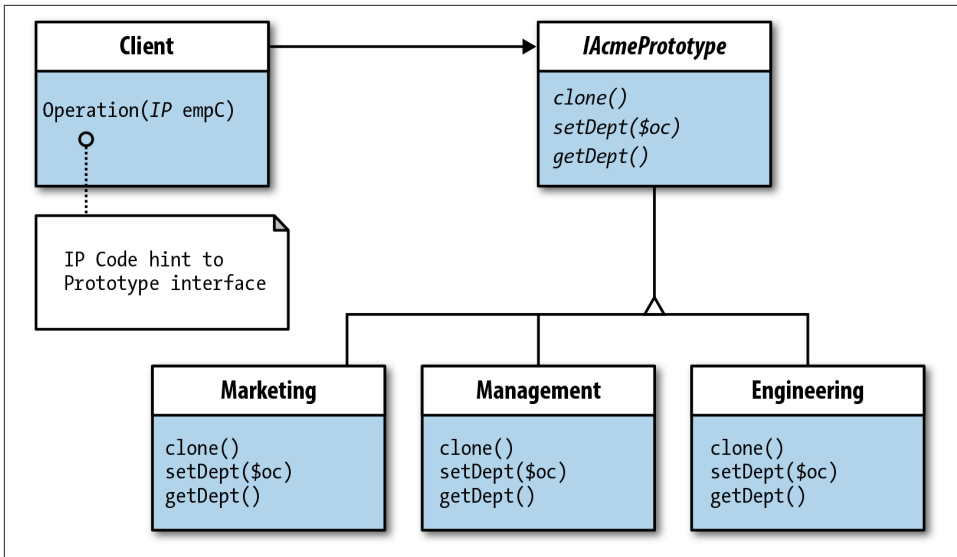 Client
Operation(IP empC)
IP Code hint to
Prototype interface
IAcmePrototype
clone()
setDept($oc)
getDept()
Marketing
clone()
setDept($oc)
getDept()
Management
clone()
setDept($oc)
getDept()
Engineering
clone()
setDept($oc)
getDept()